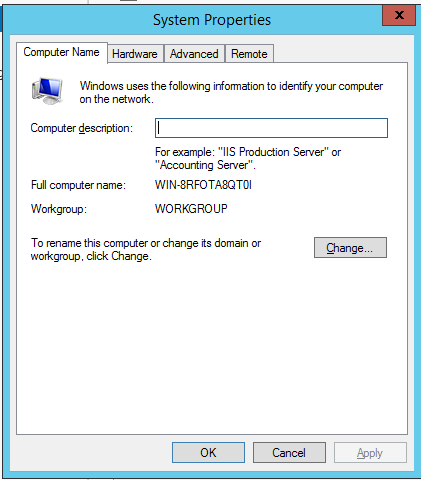 System Properties
x
Computer Name Hardware Advanced Remote
Windows uses the following information to identify your computer
on the network.
Computer description:
For example: "IIS Production Server" or
"Accounting Server".
Full computer name: WIN-8RFOTA8QT0I
Workgroup: WORKGROUP
To rename this computer or change its domain or
workgroup, click Change.
Change...
OK Cancel Apply